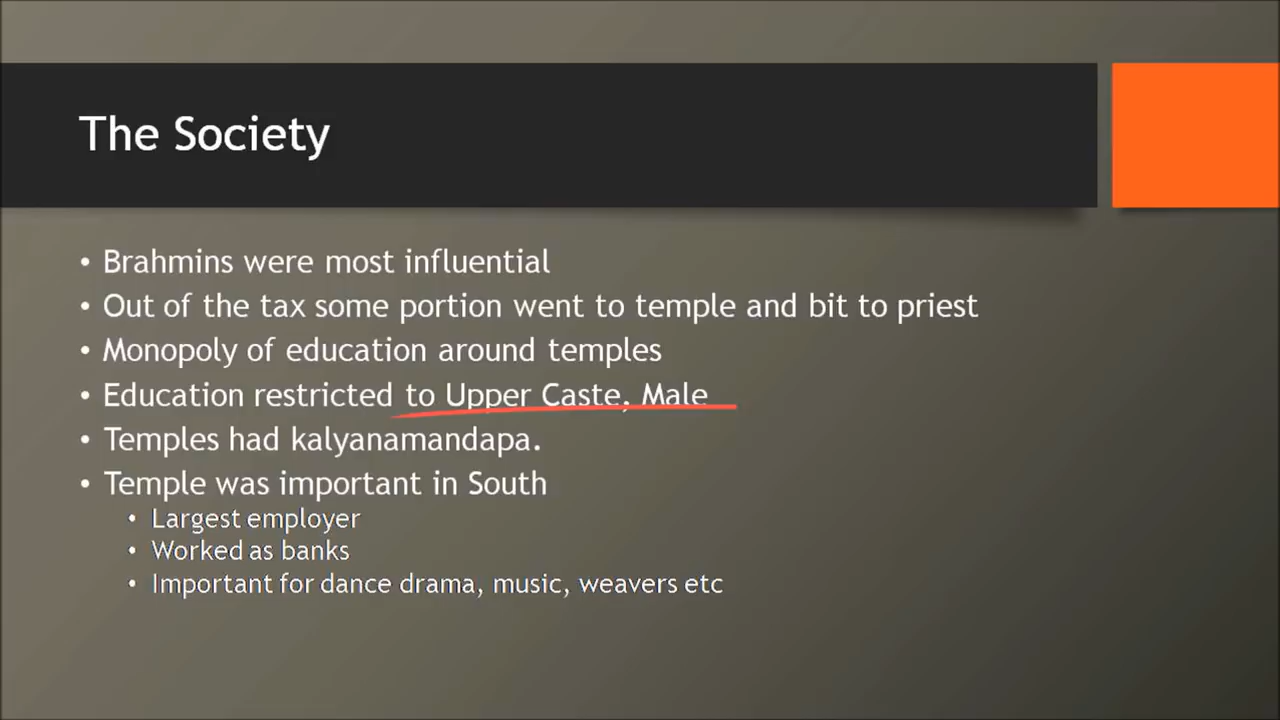 The Society
• Brahmins were most influential
• Out of the tax some portion went to temple and bit to priest
• Monopoly of education around temples
• Education restricted to Upper Caste, Male
• Temples had kalyanamandapa.
• Temple was important in South
• Largest employer
• Worked as banks
• Important for dance drama, music, weavers etc